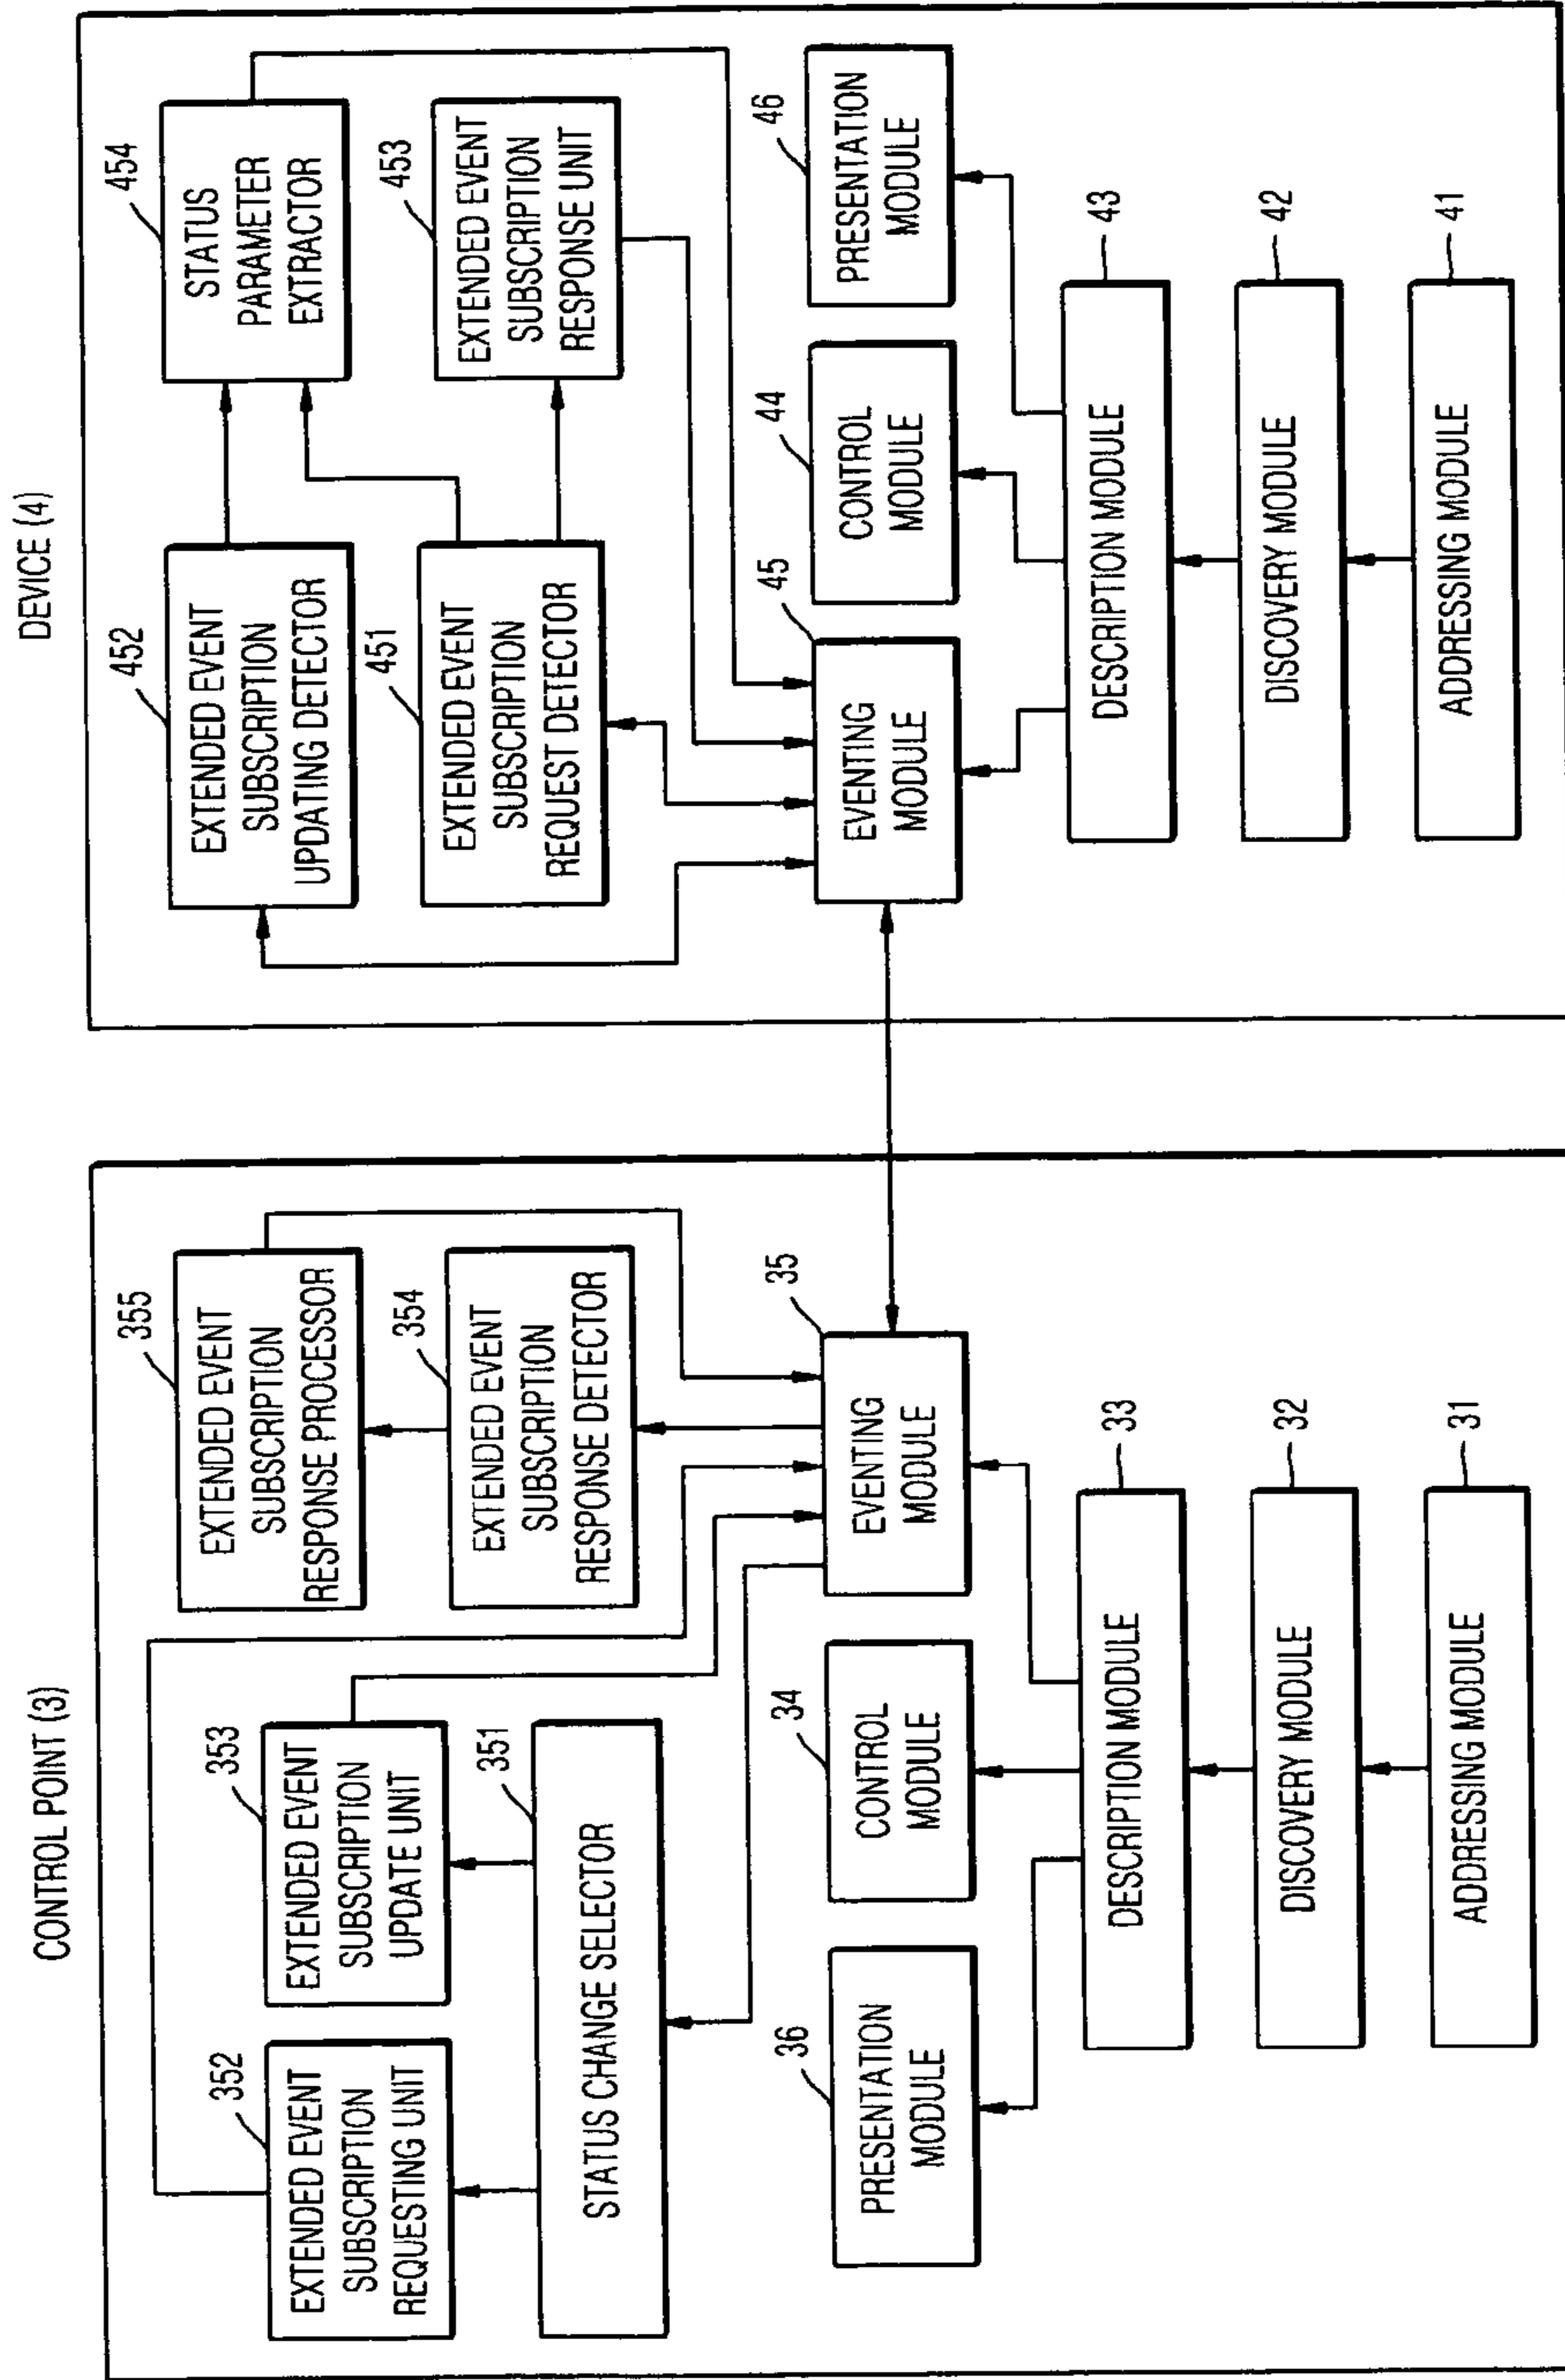 CONTROL POINT (3)
352
EXTENDED EVENT
SUBSCRIPTION
REQUESTING UNIT
353
EXTENDED EVENT
SUBSCRIPTION
UPDATE UNIT
351
STATUS CHANGE SELECTOR
355
EXTENDED EVENT
SUBSCRIPTION
RESPONSE PROCESSOR
354
EXTENDED EVENT
SUBSCRIPTION
RESPONSE DETECTOR
36
PRESENTATION
MODULE
34
CONTROL
MODULE
35
EVENTING
MODULE
DESCRIPTION MODULE
33
DISCOVERY MODULE
32
ADDRESSING MODULE
31
DEVICE (4)
452
EXTENDED EVENT
SUBSCRIPTION
UPDATING DETECTOR
454
STATUS
PARAMETER
EXTRACTOR
451
EXTENDED EVENT
SUBSCRIPTION
REQUEST DETECTOR
453
EXTENDED EVENT
SUBSCRIPTION
RESPONSE UNIT
45
EVENTING
MODULE
44
CONTROL
MODULE
46
PRESENTATION
MODULE
DESCRIPTION MODULE
43
DISCOVERY MODULE
42
ADDRESSING MODULE
41